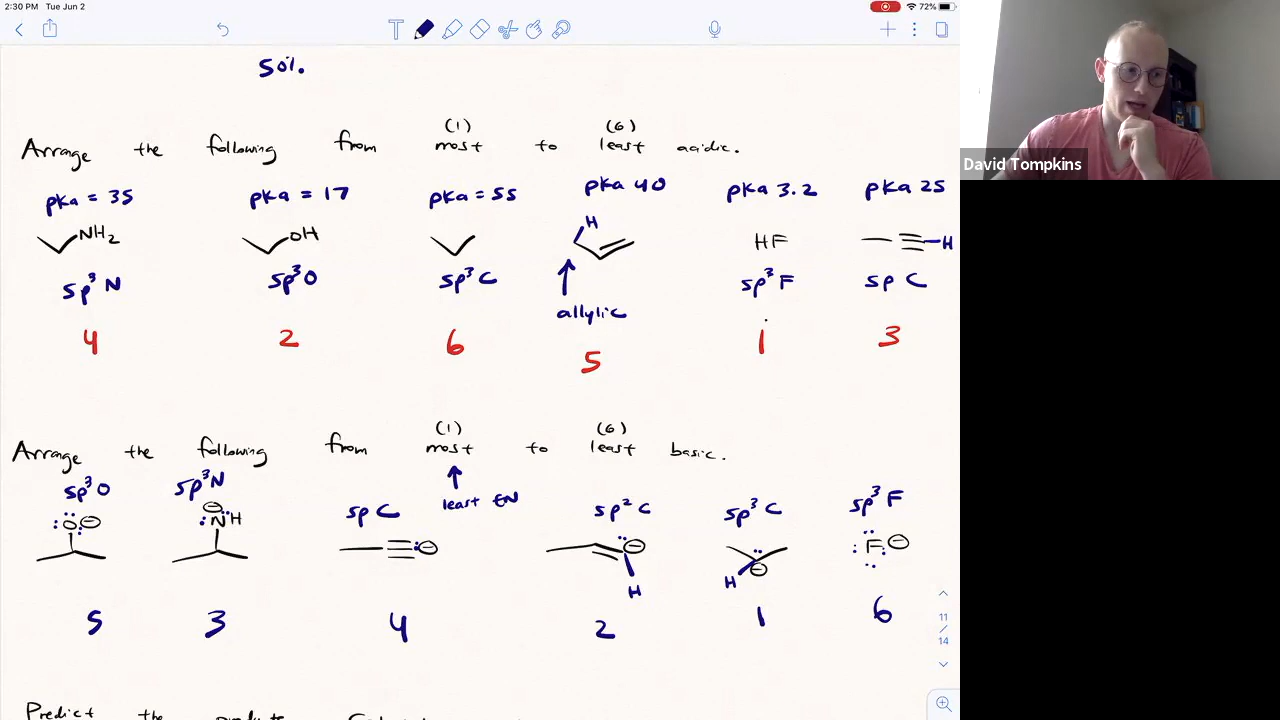 2:30 PM Tue Jun 2
72%
T
David Tompkins
Sol.
Arrange the following from (1) most to (6) least acidic.
pka = 35 pka = 17 pka = 55 pka 40 pka 3.2 pka 25
NH2 OH H HF H
sp3 N sp3 O sp3 C allylic sp3 F sp C
4 2 6 5 1 3
Arrange the following from (1) most to (6) least basic.
least EN
sp3 O sp3 N sp C sp2 C sp3 C sp3 F
:Ö:⊖ :N̈H⊖ :⊖ ⊖ H H ⊖ :F:⊖
5 3 4 2 1 6
11
/
14
Predict the